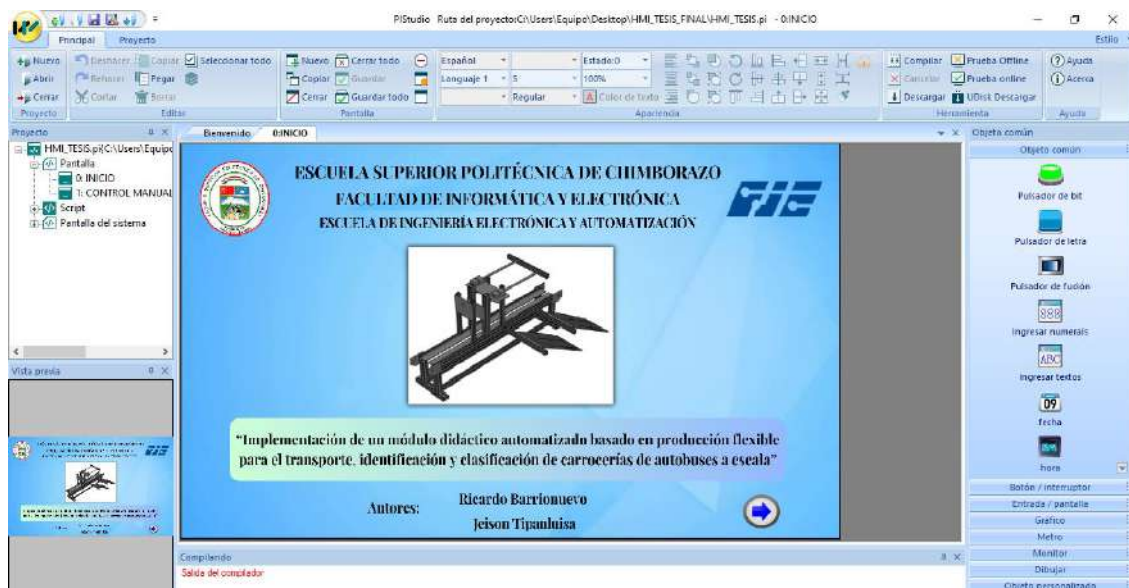 PIStudio Ruta del proyecto:C:\Users\Equipo\Desktop\HMI_TESIS_FINAL\HMI_TESIS.pi - 0:INICIO
Principal Proyecto Estilo
Nuevo Deshacer Copiar Seleccionar todo Nuevo Cerrar todo Español Estado:0 Compilar Prueba Offline Ayuda
Abrir Rehacer Pegar Copiar Guardar Lenguaje 1 5 100% Cancelar Prueba online Acerca
Cerrar Cortar Borrar Cerrar Guardar todo Regular Color de texto Descargar UDisk Descargar
Proyecto Editar Pantalla Apariencia Herramienta Ayuda
Proyecto
HMI_TESIS.pi(C:\Users\Equipo
Pantalla
0: INICIO
1: CONTROL MANUAL
Script
Pantalla del sistema
Vista previa
Bienvenido 0:INICIO
ESCUELA SUPERIOR POLITÉCNICA DE CHIMBORAZO
FACULTAD DE INFORMÁTICA Y ELECTRÓNICA
ESCUELA DE INGENIERÍA ELECTRÓNICA Y AUTOMATIZACIÓN
FIE
“Implementación de un módulo didáctico automatizado basado en producción flexible
para el transporte, identificación y clasificación de carrocerías de autobuses a escala”
Autores:
Ricardo Barrionuevo
Jeison Tipanluisa
Compilando
Salida del compilador
Objeto común
Objeto común
Pulsador de bit
Pulsador de letra
Pulsador de fusión
888
Ingresar numerals
ABC
Ingresar textos
09
fecha
hora
Botón / interruptor
Entrada / pantalla
Gráfico
Metro
Monitor
Dibujar
Objeto personalizado